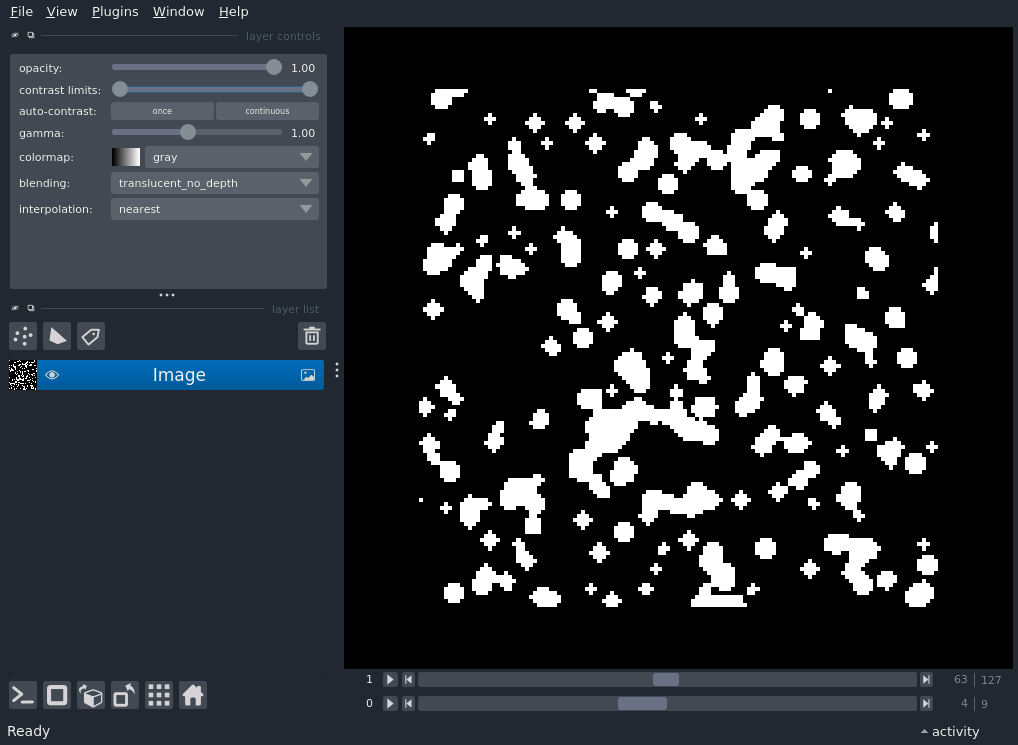 File View Plugins Window Help
layer controls
opacity: 1.00
contrast limits:
auto-contrast: once continuous
gamma: 1.00
colormap: gray
blending: translucent_no_depth
interpolation: nearest
layer list
Image
1 63 127
0 4 9
Ready activity